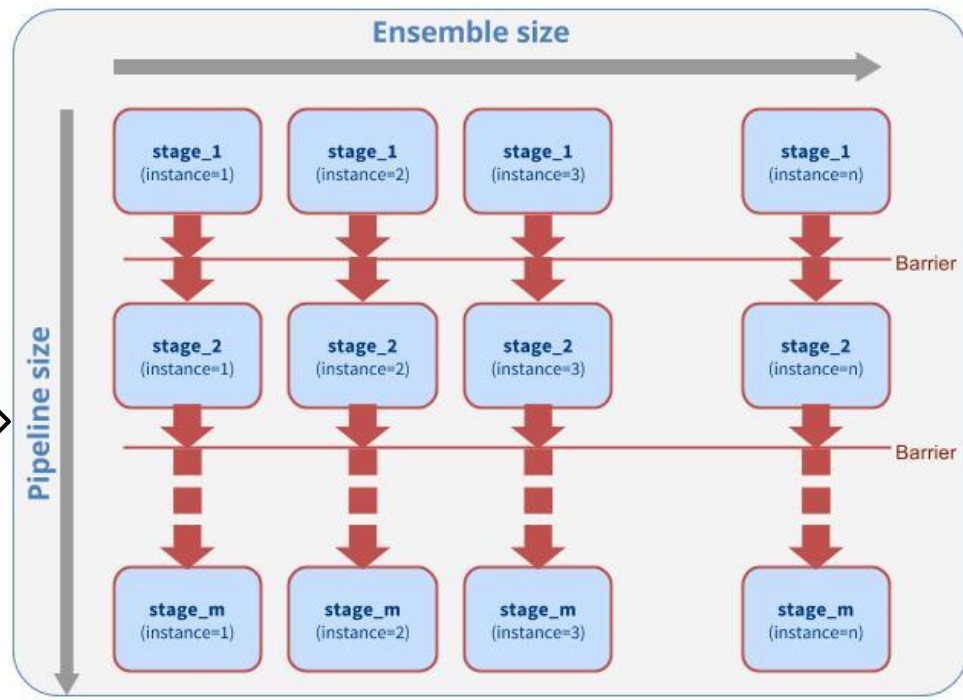 Ensemble size
Pipeline size
stage_1
(instance=1)
stage_1
(instance=2)
stage_1
(instance=3)
stage_1
(instance=n)
Barrier
stage_2
(instance=1)
stage_2
(instance=2)
stage_2
(instance=3)
stage_2
(instance=n)
Barrier
stage_m
(instance=1)
stage_m
(instance=2)
stage_m
(instance=3)
stage_m
(instance=n)